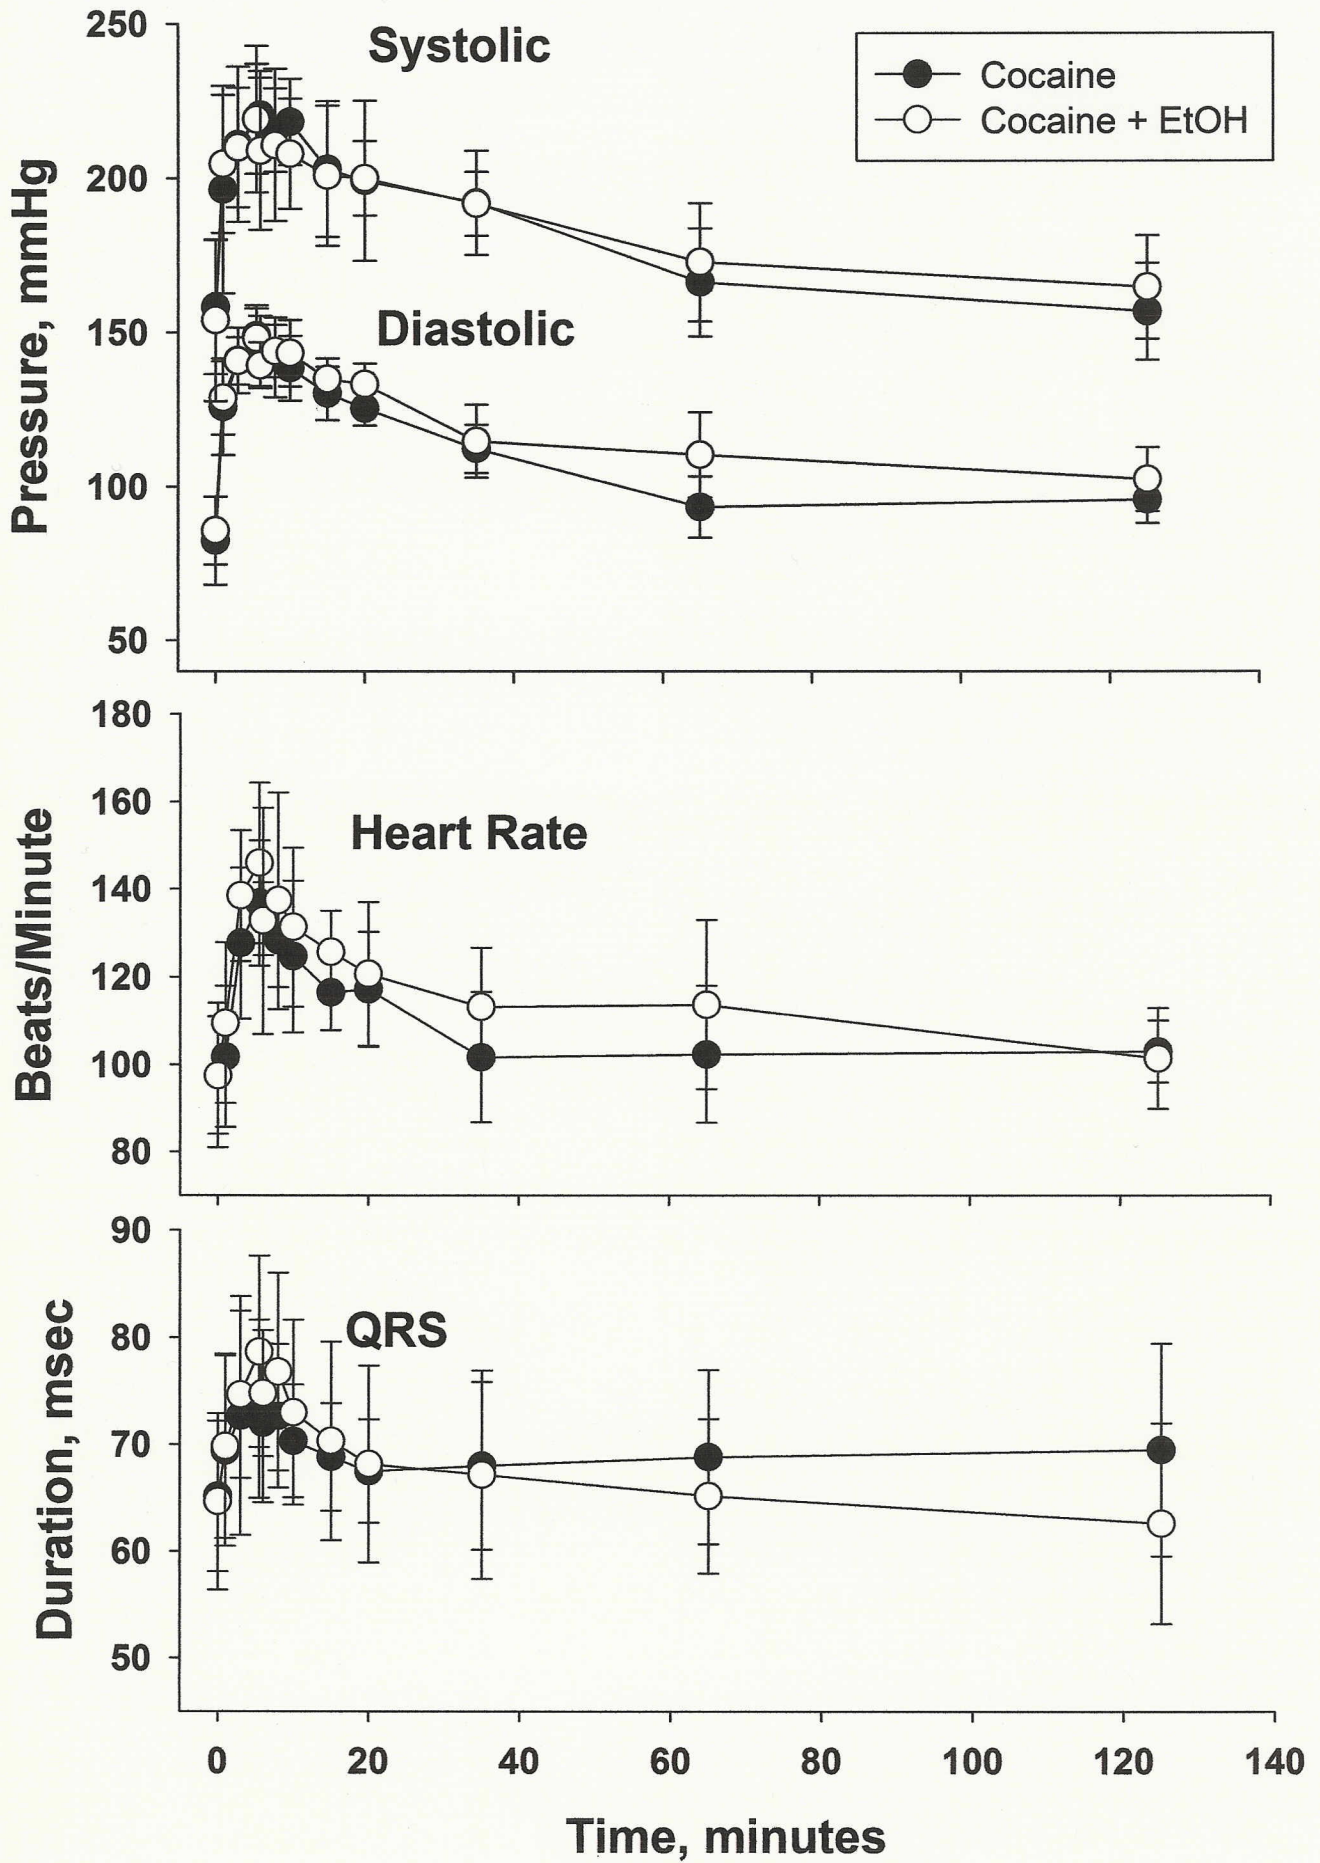 Systolic
Cocaine
Cocaine + EtOH
Pressure, mmHg
250
200
150
100
50
Diastolic
Beats/Minute
180
160
140
120
100
80
Heart Rate
Duration, msec
90
80
70
60
50
QRS
0 20 40 60 80 100 120 140
Time, minutes